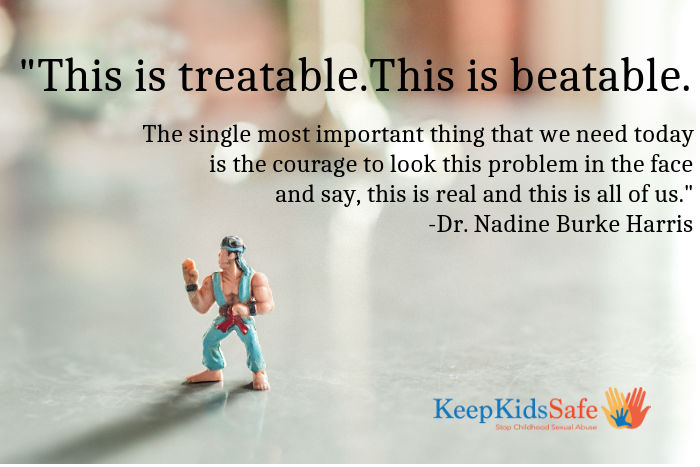 "This is treatable.This is beatable.
The single most important thing that we need today
is the courage to look this problem in the face
and say, this is real and this is all of us."
-Dr. Nadine Burke Harris
KeepKidsSafe
Stop Childhood Sexual Abuse